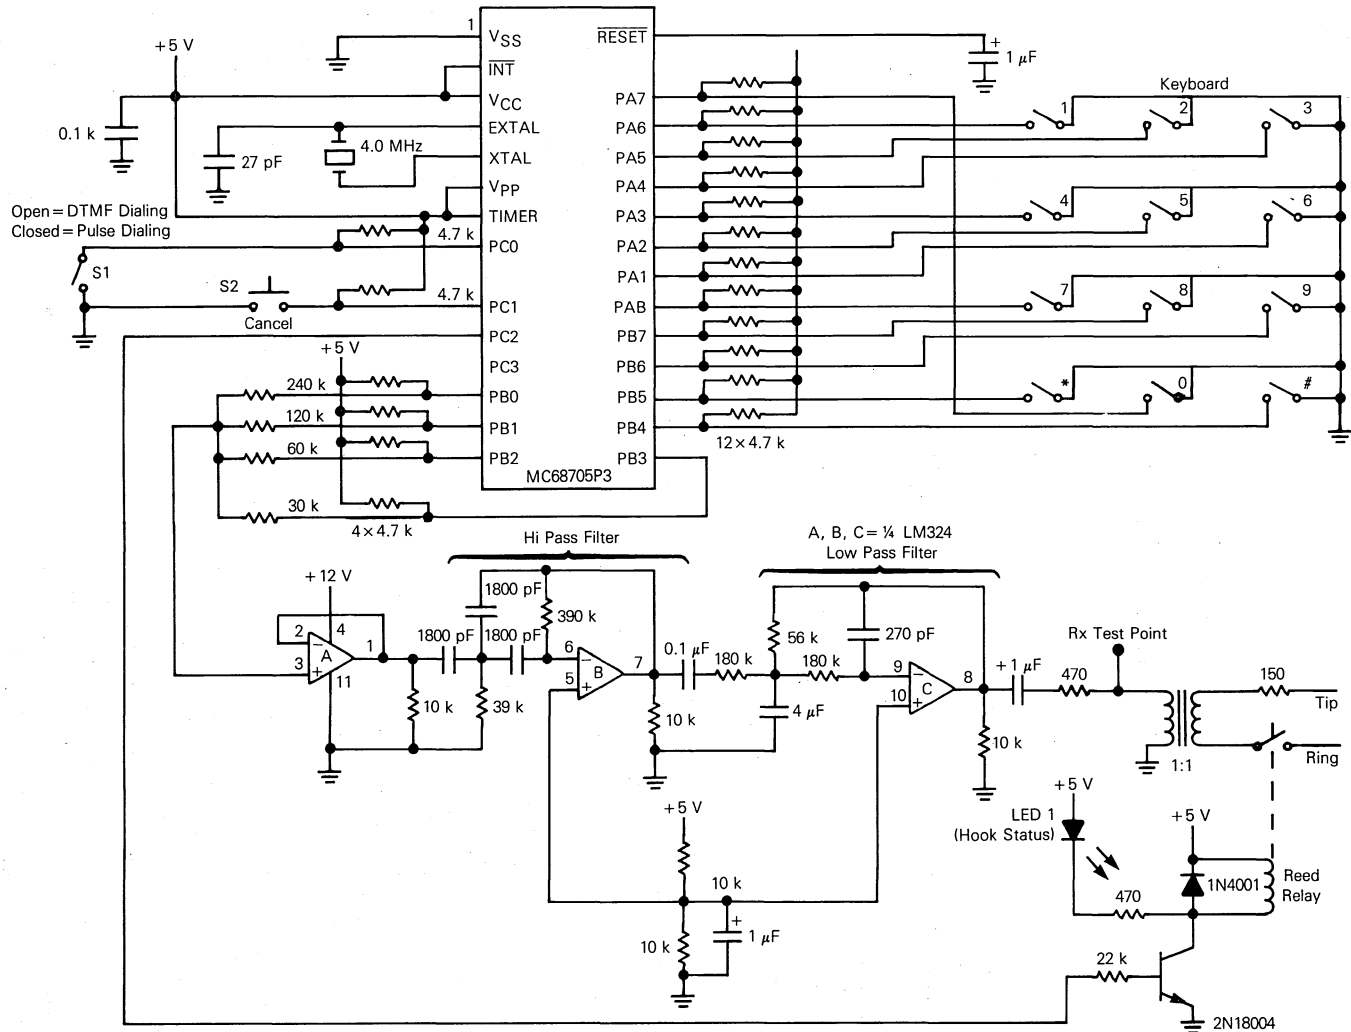 1
VSS
RESET
+5 V
INT
+
1 μF
VCC
PA7
Keyboard
0.1 k
EXTAL
PA6
1
2
3
27 pF
4.0 MHz
XTAL
PA5
VPP
PA4
Open = DTMF Dialing
TIMER
PA3
4
5
6
Closed = Pulse Dialing
4.7 k
PC0
PA2
S1
PA1
S2
4.7 k
PC1
PAB
7
8
9
Cancel
PC2
PB7
+5 V
PC3
PB6
240 k
PB0
PB5
*
0
#
120 k
PB1
PB4
12 × 4.7 k
60 k
PB2
PB3
MC68705P3
30 k
4 × 4.7 k
Hi Pass Filter
A, B, C = ¼ LM324
Low Pass Filter
+12 V
1800 pF
390 k
2
4
1
−
A
3
+
11
1800 pF
1800 pF
6
−
B
7
5
+
0.1 μF
180 k
56 k
180 k
270 pF
9
−
C
8
10
+
+ 1 μF
470
Rx Test Point
150
Tip
10 k
39 k
10 k
4 μF
10 k
1:1
Ring
+5 V
+5 V
LED 1
(Hook Status)
+5 V
1N4001
Reed
Relay
10 k
470
10 k
+
1 μF
22 k
2N18004